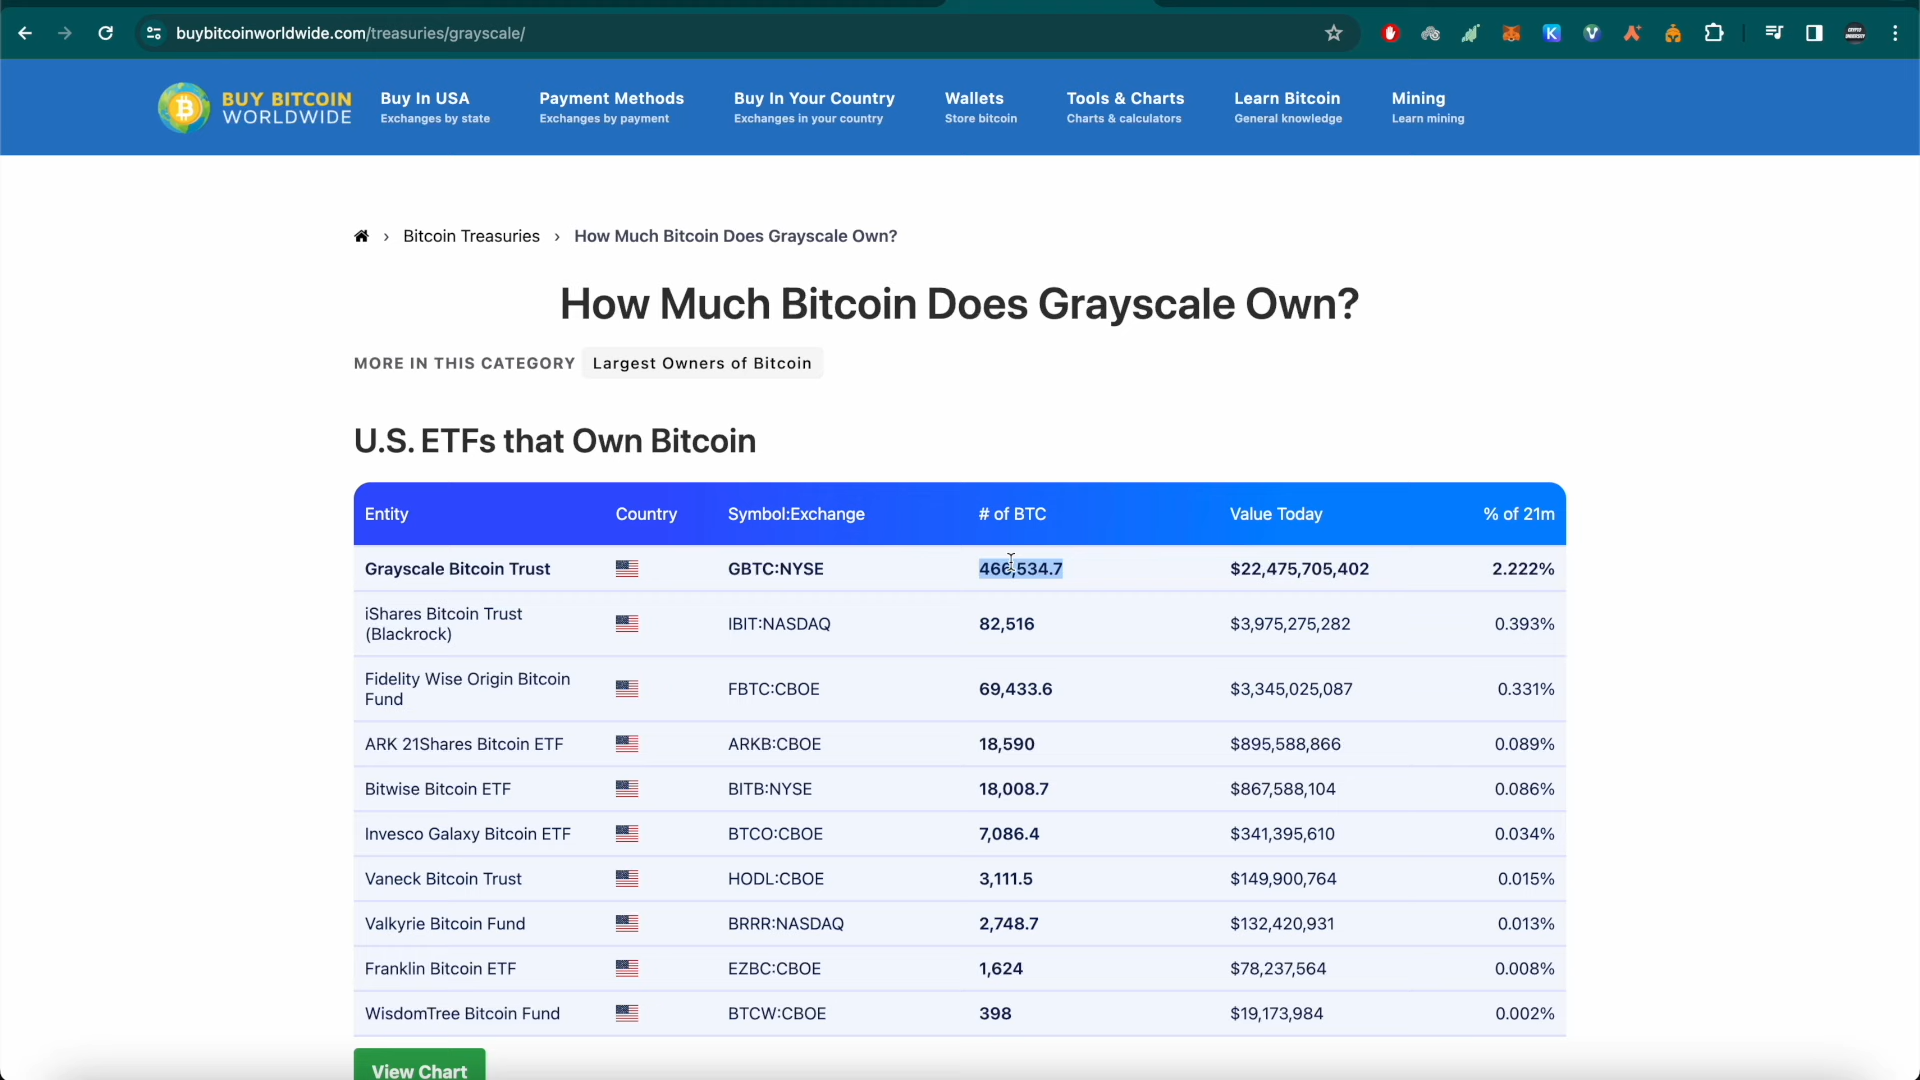 buybitcoinworldwide.com/treasuries/grayscale/
BUY BITCOIN
WORLDWIDE
Buy In USA
Exchanges by state
Payment Methods
Exchanges by payment
Buy In Your Country
Exchanges in your country
Wallets
Store bitcoin
Tools & Charts
Charts & calculators
Learn Bitcoin
General knowledge
Mining
Learn mining
› Bitcoin Treasuries › How Much Bitcoin Does Grayscale Own?
How Much Bitcoin Does Grayscale Own?
MORE IN THIS CATEGORY Largest Owners of Bitcoin
U.S. ETFs that Own Bitcoin
Entity Country Symbol:Exchange # of BTC Value Today % of 21m
Grayscale Bitcoin Trust GBTC:NYSE 466,534.7 $22,475,705,402 2.222%
iShares Bitcoin Trust
(Blackrock) IBIT:NASDAQ 82,516 $3,975,275,282 0.393%
Fidelity Wise Origin Bitcoin
Fund FBTC:CBOE 69,433.6 $3,345,025,087 0.331%
ARK 21Shares Bitcoin ETF ARKB:CBOE 18,590 $895,588,866 0.089%
Bitwise Bitcoin ETF BITB:NYSE 18,008.7 $867,588,104 0.086%
Invesco Galaxy Bitcoin ETF BTCO:CBOE 7,086.4 $341,395,610 0.034%
Vaneck Bitcoin Trust HODL:CBOE 3,111.5 $149,900,764 0.015%
Valkyrie Bitcoin Fund BRRR:NASDAQ 2,748.7 $132,420,931 0.013%
Franklin Bitcoin ETF EZBC:CBOE 1,624 $78,237,564 0.008%
WisdomTree Bitcoin Fund BTCW:CBOE 398 $19,173,984 0.002%
View Chart